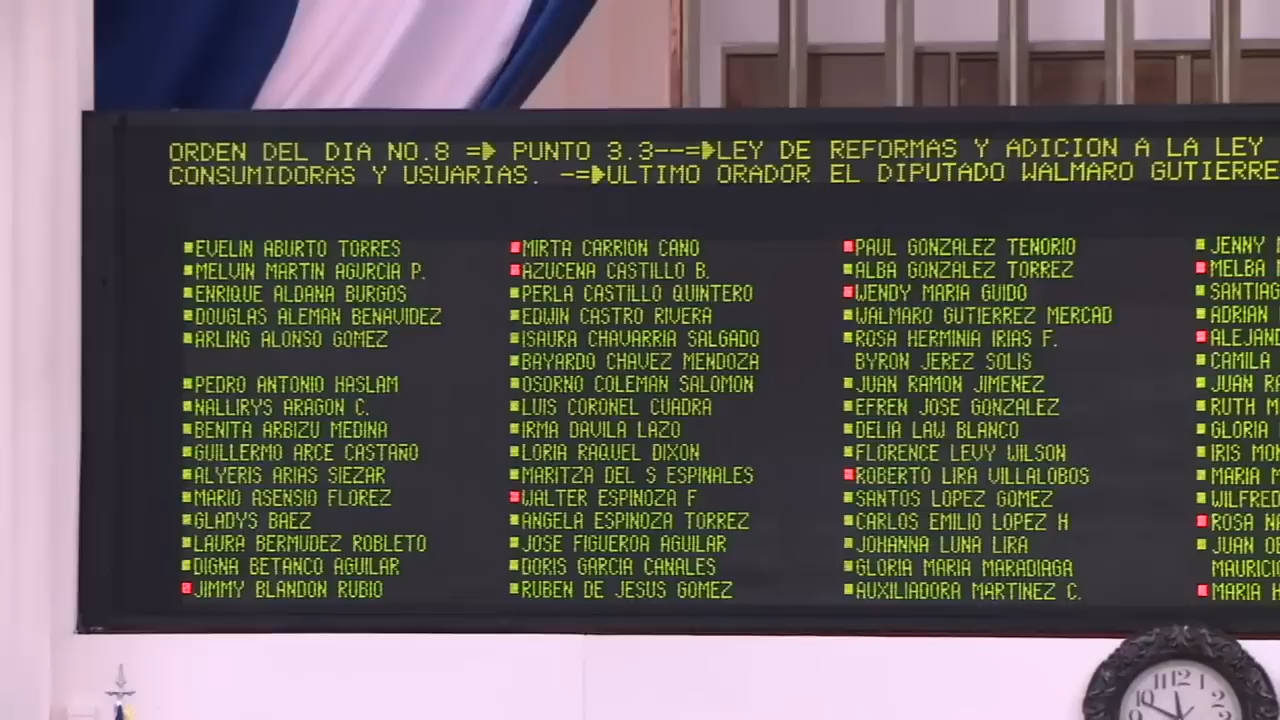 ORDEN DEL DIA NO.8 => PUNTO 3.3--=>LEY DE REFORMAS Y ADICION A LA LEY
CONSUMIDORAS Y USUARIAS. -=>ULTIMO ORADOR EL DIPUTADO WALMARO GUTIERRE
EVELIN ABURTO TORRES
MELVIN MARTIN AGURCIA P.
ENRIQUE ALDANA BURGOS
DOUGLAS ALEMAN BENAVIDEZ
ARLING ALONSO GOMEZ
PEDRO ANTONIO HASLAM
NALLIRYS ARAGON C.
BENITA ARBIZU MEDINA
GUILLERMO ARCE CASTAÑO
ALYERIS ARIAS SIEZAR
MARIO ASENSIO FLOREZ
GLADYS BAEZ
LAURA BERMUDEZ ROBLETO
DIGNA BETANCO AGUILAR
JIMMY BLANDON RUBIO
MIRTA CARRION CANO
AZUCENA CASTILLO B.
PERLA CASTILLO QUINTERO
EDWIN CASTRO RIVERA
ISAURA CHAVARRIA SALGADO
BAYARDO CHAVEZ MENDOZA
OSORNO COLEMAN SALOMON
LUIS CORONEL CUADRA
IRMA DAVILA LAZO
LORIA RAQUEL DIXON
MARITZA DEL S ESPINALES
WALTER ESPINOZA F
ANGELA ESPINOZA TORREZ
JOSE FIGUEROA AGUILAR
DORIS GARCIA CANALES
RUBEN DE JESUS GOMEZ
PAUL GONZALEZ TENORIO
ALBA GONZALEZ TORREZ
WENDY MARIA GUIDO
WALMARO GUTIERREZ MERCAD
ROSA HERMINIA IRIAS F.
BYRON JEREZ SOLIS
JUAN RAMON JIMENEZ
EFREN JOSE GONZALEZ
DELIA LAW BLANCO
FLORENCE LEVY WILSON
ROBERTO LIRA VILLALOBOS
SANTOS LOPEZ GOMEZ
CARLOS EMILIO LOPEZ H
JOHANNA LUNA LIRA
GLORIA MARIA MARADIAGA
AUXILIADORA MARTINEZ C.
JENNY
MELBA
SANTIAG
ADRIAN
ALEJAND
CAMILA
JUAN RA
RUTH M
GLORIA
IRIS MON
MARIA M
WILFRED
ROSA NA
JUAN OB
MAURICIO
MARIA H
11 12 1
2